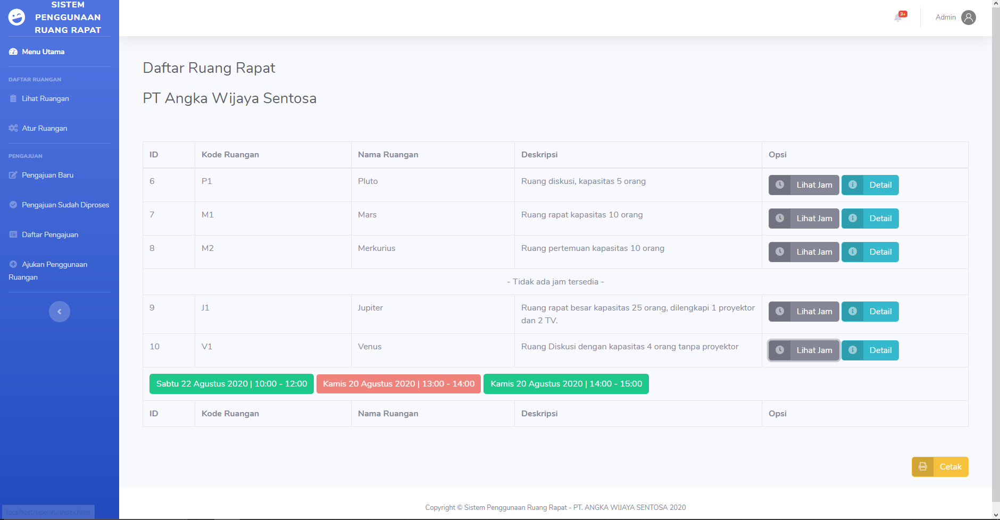 SISTEM
PENGGUNAAN
RUANG RAPAT
Menu Utama
DAFTAR RUANGAN
Lihat Ruangan
Atur Ruangan
PENGAJUAN
Pengajuan Baru
Pengajuan Sudah Diproses
Daftar Pengajuan
Ajukan Penggunaan
Ruangan
localhost/sipenru/index.html
3+
Admin
Daftar Ruang Rapat
PT Angka Wijaya Sentosa
ID Kode Ruangan Nama Ruangan Deskripsi Opsi
6 P1 Pluto Ruang diskusi, kapasitas 5 orang Lihat Jam Detail
7 M1 Mars Ruang rapat kapasitas 10 orang Lihat Jam Detail
8 M2 Merkurius Ruang pertemuan kapasitas 10 orang Lihat Jam Detail
- Tidak ada jam tersedia -
9 J1 Jupiter Ruang rapat besar kapasitas 25 orang, dilengkapi 1 proyektor Lihat Jam Detail
dan 2 TV.
10 V1 Venus Ruang Diskusi dengan kapasitas 4 orang tanpa proyektor Lihat Jam Detail
Sabtu 22 Agustus 2020 | 10:00 - 12:00 Kamis 20 Agustus 2020 | 13:00 - 14:00 Kamis 20 Agustus 2020 | 14:00 - 15:00
ID Kode Ruangan Nama Ruangan Deskripsi Opsi
Cetak
Copyright © Sistem Penggunaan Ruang Rapat - PT. ANGKA WIJAYA SENTOSA 2020